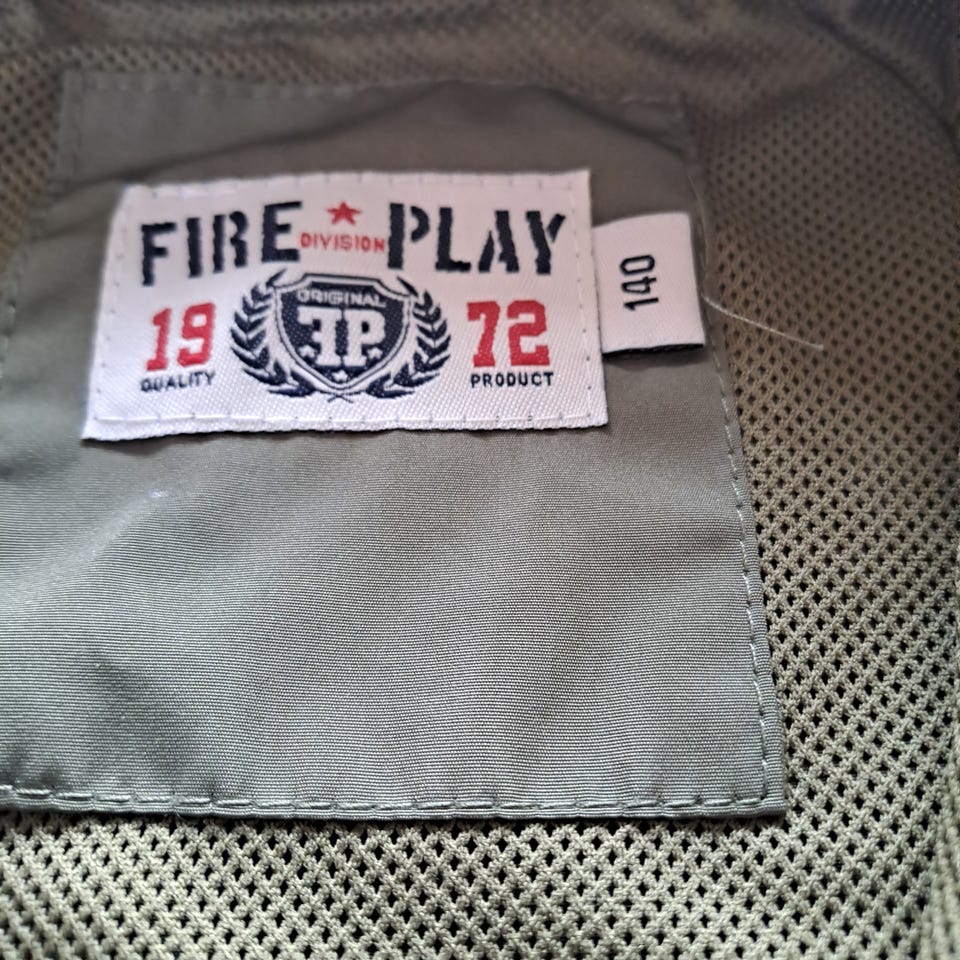 FIRE DIVISION PLAY
ORIGINAL
19 FP 72
QUALITY PRODUCT
140